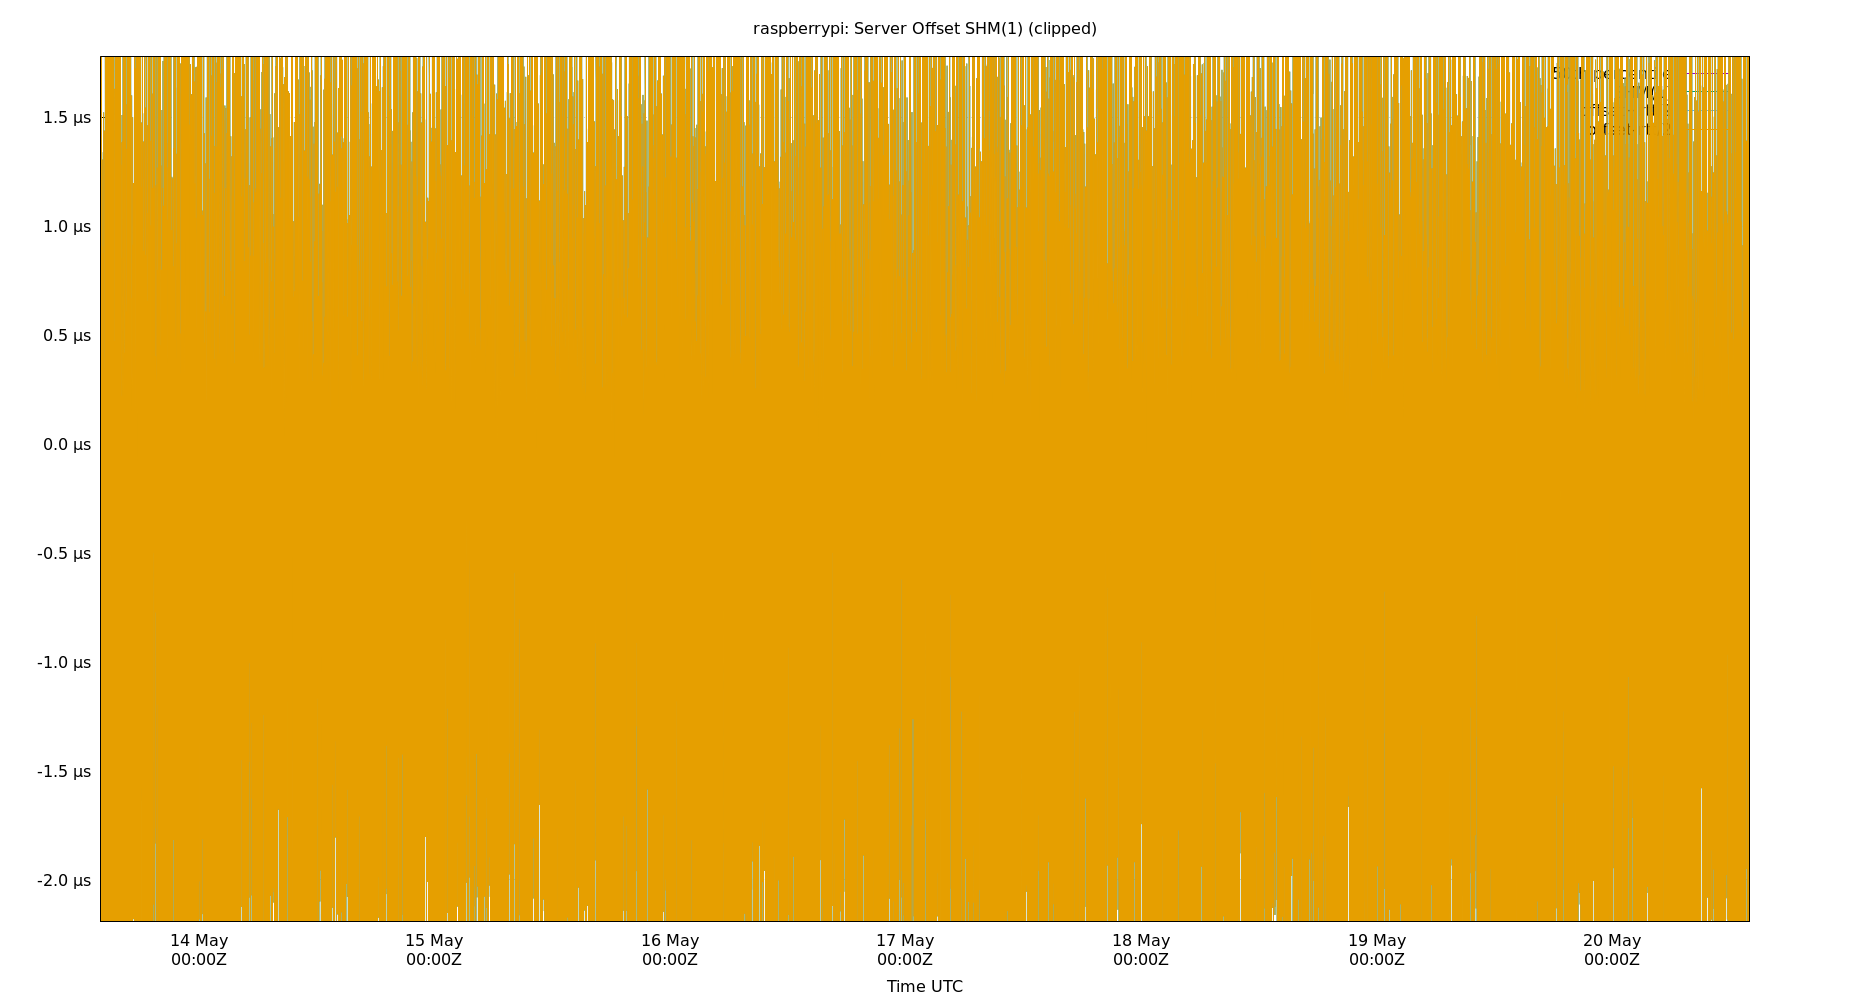 raspberrypi: Server Offset SHM(1) (clipped)
1.5 µs
1.0 µs
0.5 µs
0.0 µs
-0.5 µs
-1.0 µs
-1.5 µs
-2.0 µs
14 May 15 May 16 May 17 May 18 May 19 May 20 May
00:00Z 00:00Z 00:00Z 00:00Z 00:00Z 00:00Z 00:00Z
Time UTC